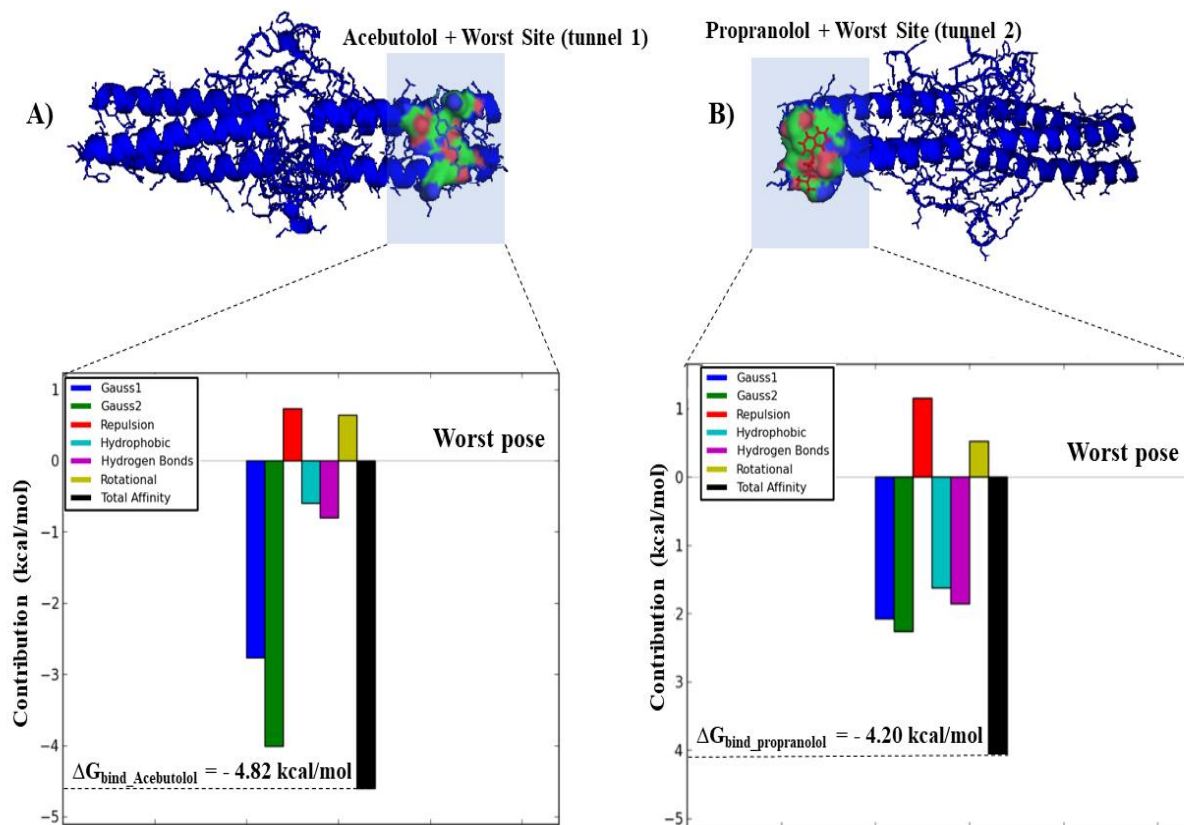 Acebutolol + Worst Site (tunnel 1)
Propranolol + Worst Site (tunnel 2)
A)
B)
Gauss1
Gauss2
Repulsion
Hydrophobic
Hydrogen Bonds
Rotational
Total Affinity
Worst pose
Contribution (kcal/mol)
1
0
−1
−2
−3
−4
−5
ΔGbind_Acebutolol = - 4.82 kcal/mol
Gauss1
Gauss2
Repulsion
Hydrophobic
Hydrogen Bonds
Rotational
Total Affinity
Worst pose
Contribution (kcal/mol)
1
0
1
2
3
4
5
ΔGbind_propranolol = - 4.20 kcal/mol